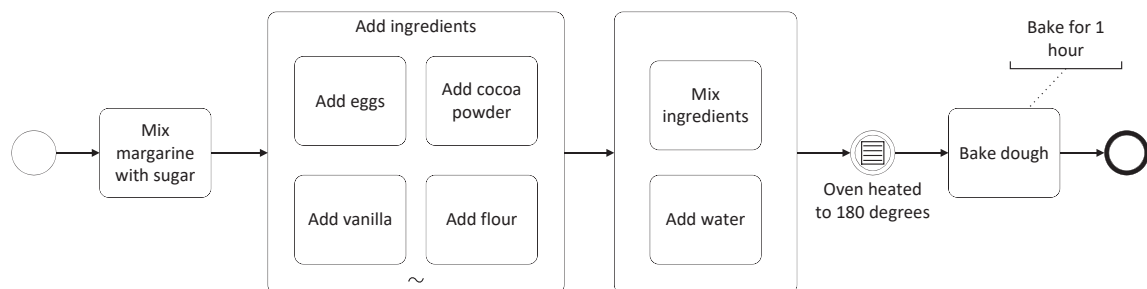 Mix
margarine
with sugar
Add ingredients
Add eggs
Add cocoa
powder
Add vanilla
Add flour
~
Mix
ingredients
Add water
Oven heated
to 180 degrees
Bake for 1
hour
Bake dough